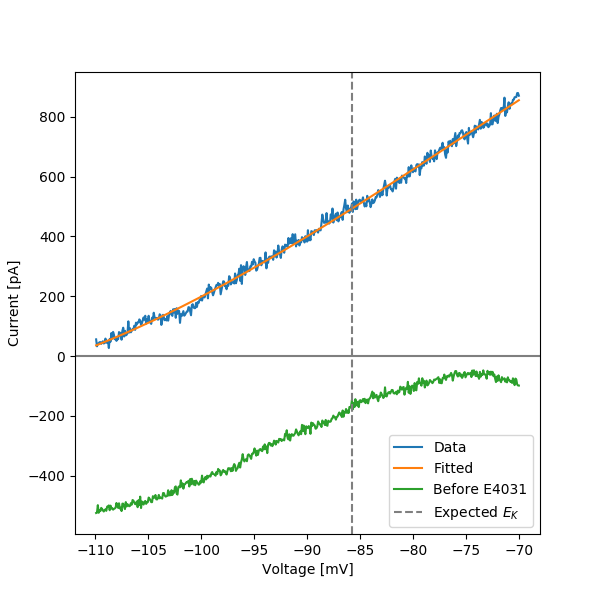 800
600
400
200
0
−200
−400
Current [pA]
−110 −105 −100 −95 −90 −85 −80 −75 −70
Voltage [mV]
Data
Fitted
Before E4031
Expected E_K